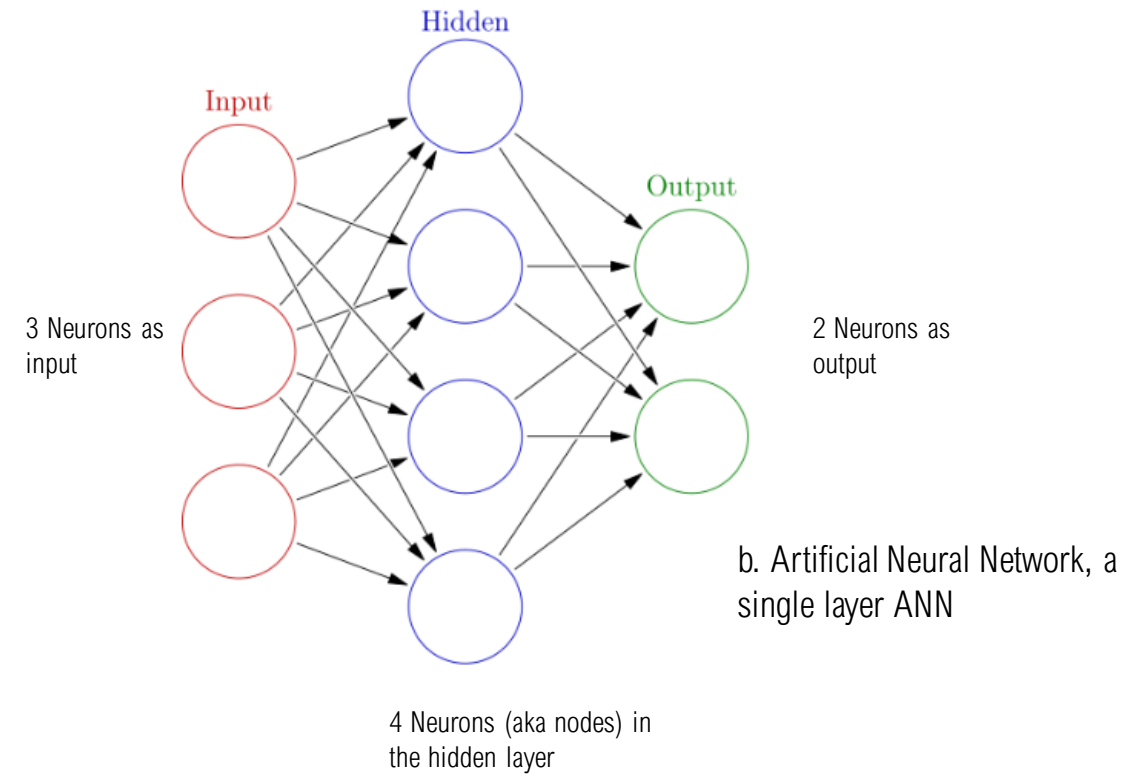 Hidden
Input
Output
3 Neurons as
input
2 Neurons as
output
b. Artificial Neural Network, a
single layer ANN
4 Neurons (aka nodes) in
the hidden layer